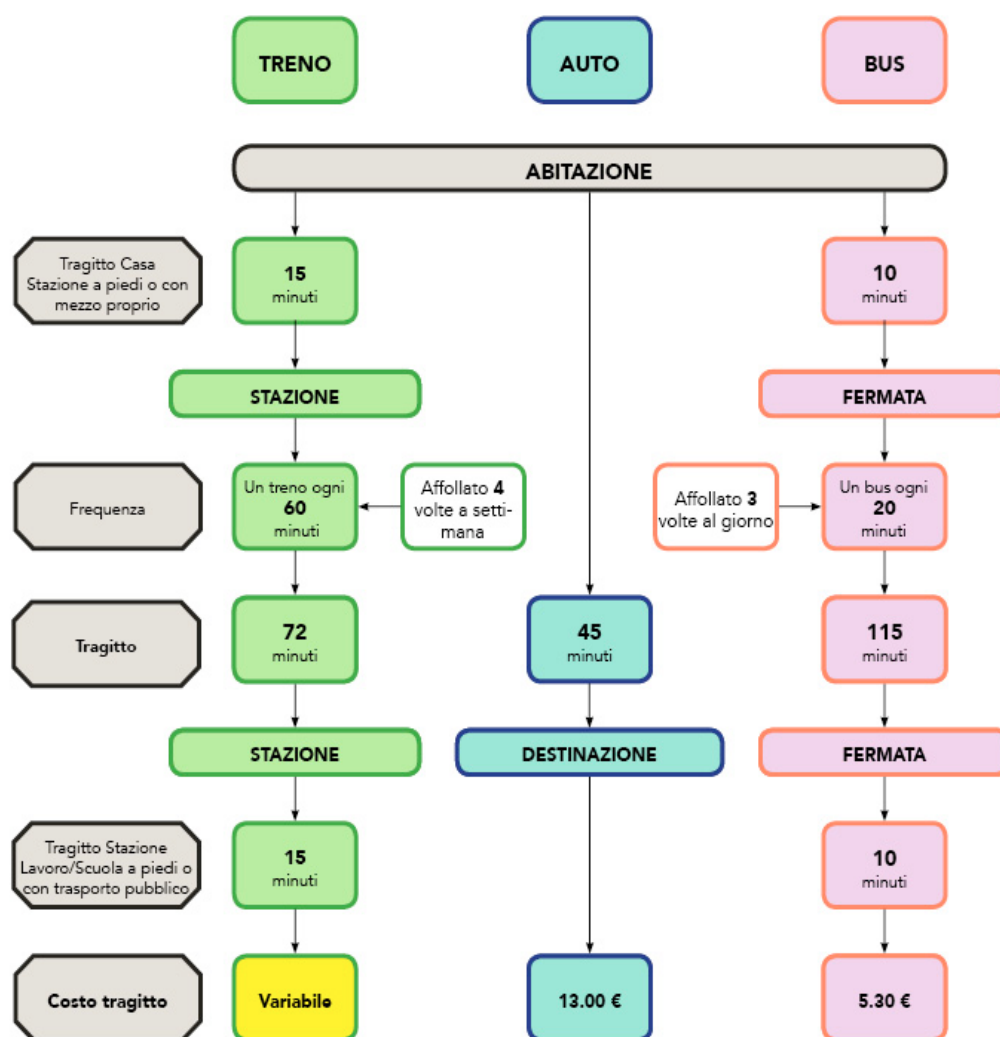 TRENO
AUTO
BUS
ABITAZIONE
Tragitto Casa
Stazione a piedi o con
mezzo proprio
15
minuti
10
minuti
STAZIONE
FERMATA
Frequenza
Un treno ogni
60
minuti
Affollato 4
volte a setti-
mana
Affollato 3
volte al giorno
Un bus ogni
20
minuti
Tragitto
72
minuti
45
minuti
115
minuti
STAZIONE
DESTINAZIONE
FERMATA
Tragitto Stazione
Lavoro/Scuola a piedi o
con trasporto pubblico
15
minuti
10
minuti
Costo tragitto
Variabile
13.00 €
5.30 €